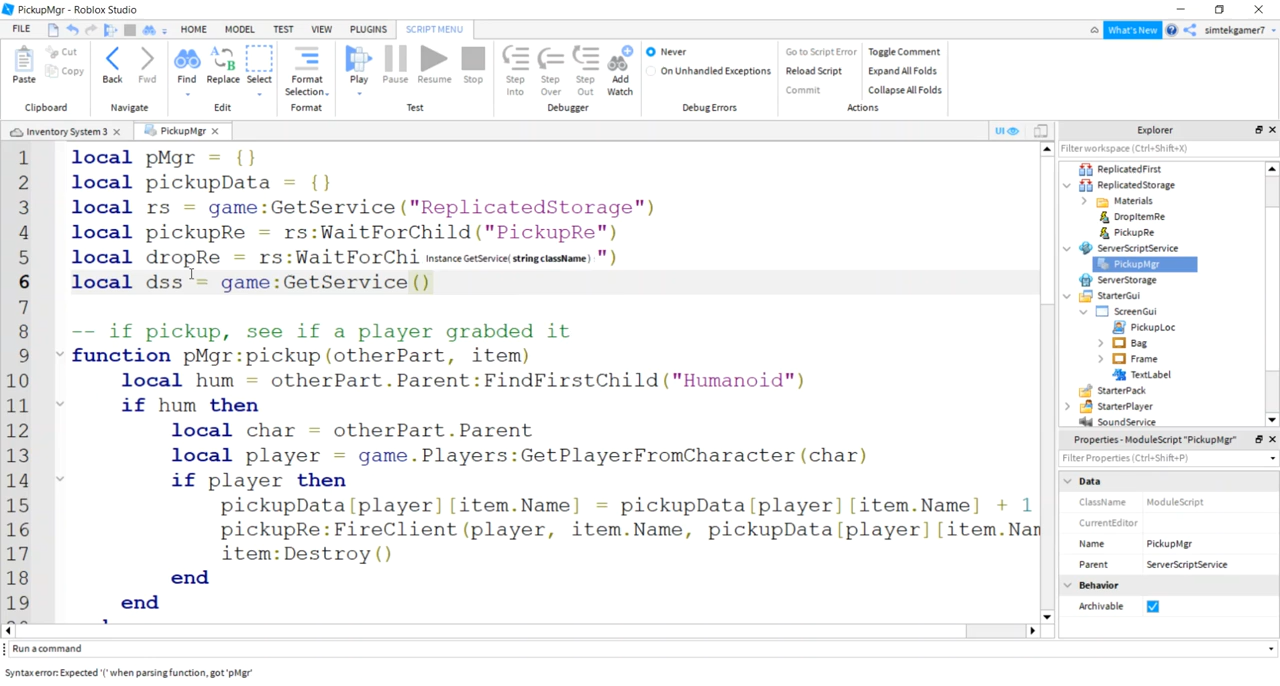 PickupMgr - Roblox Studio
FILE HOME MODEL TEST VIEW PLUGINS SCRIPT MENU What's New simtekgamer7
Paste Cut Copy Back Fwd Find Replace Select Format Selection Play Pause Resume Stop Step Into Step Over Step Out Add Watch Never On Unhandled Exceptions Go to Script Error Reload Script Commit Toggle Comment Expand All Folds Collapse All Folds
Clipboard Navigate Edit Format Test Debugger Debug Errors Actions
Inventory System 3 × PickupMgr × UI
1 local pMgr = {}
2 local pickupData = {}
3 local rs = game:GetService("ReplicatedStorage")
4 local pickupRe = rs:WaitForChild("PickupRe")
5 local dropRe = rs:WaitForChi Instance GetService(string className) ")
6 local dss = game:GetService()
7
8 -- if pickup, see if a player grabded it
9 function pMgr:pickup(otherPart, item)
10 local hum = otherPart.Parent:FindFirstChild("Humanoid")
11 if hum then
12 local char = otherPart.Parent
13 local player = game.Players:GetPlayerFromCharacter(char)
14 if player then
15 pickupData[player][item.Name] = pickupData[player][item.Name] + 1
16 pickupRe:FireClient(player, item.Name, pickupData[player][item.Nam
17 item:Destroy()
18 end
19 end
Explorer
Filter workspace (Ctrl+Shift+X)
ReplicatedFirst
ReplicatedStorage
Materials
DropItemRe
PickupRe
ServerScriptService
PickupMgr
ServerStorage
StarterGui
ScreenGui
PickupLoc
Bag
Frame
TextLabel
StarterPack
StarterPlayer
SoundService
Properties - ModuleScript "PickupMgr"
Filter Properties (Ctrl+Shift+P)
Data
ClassName ModuleScript
CurrentEditor
Name PickupMgr
Parent ServerScriptService
Behavior
Archivable
Run a command
Syntax error: Expected '(' when parsing function, got 'pMgr'